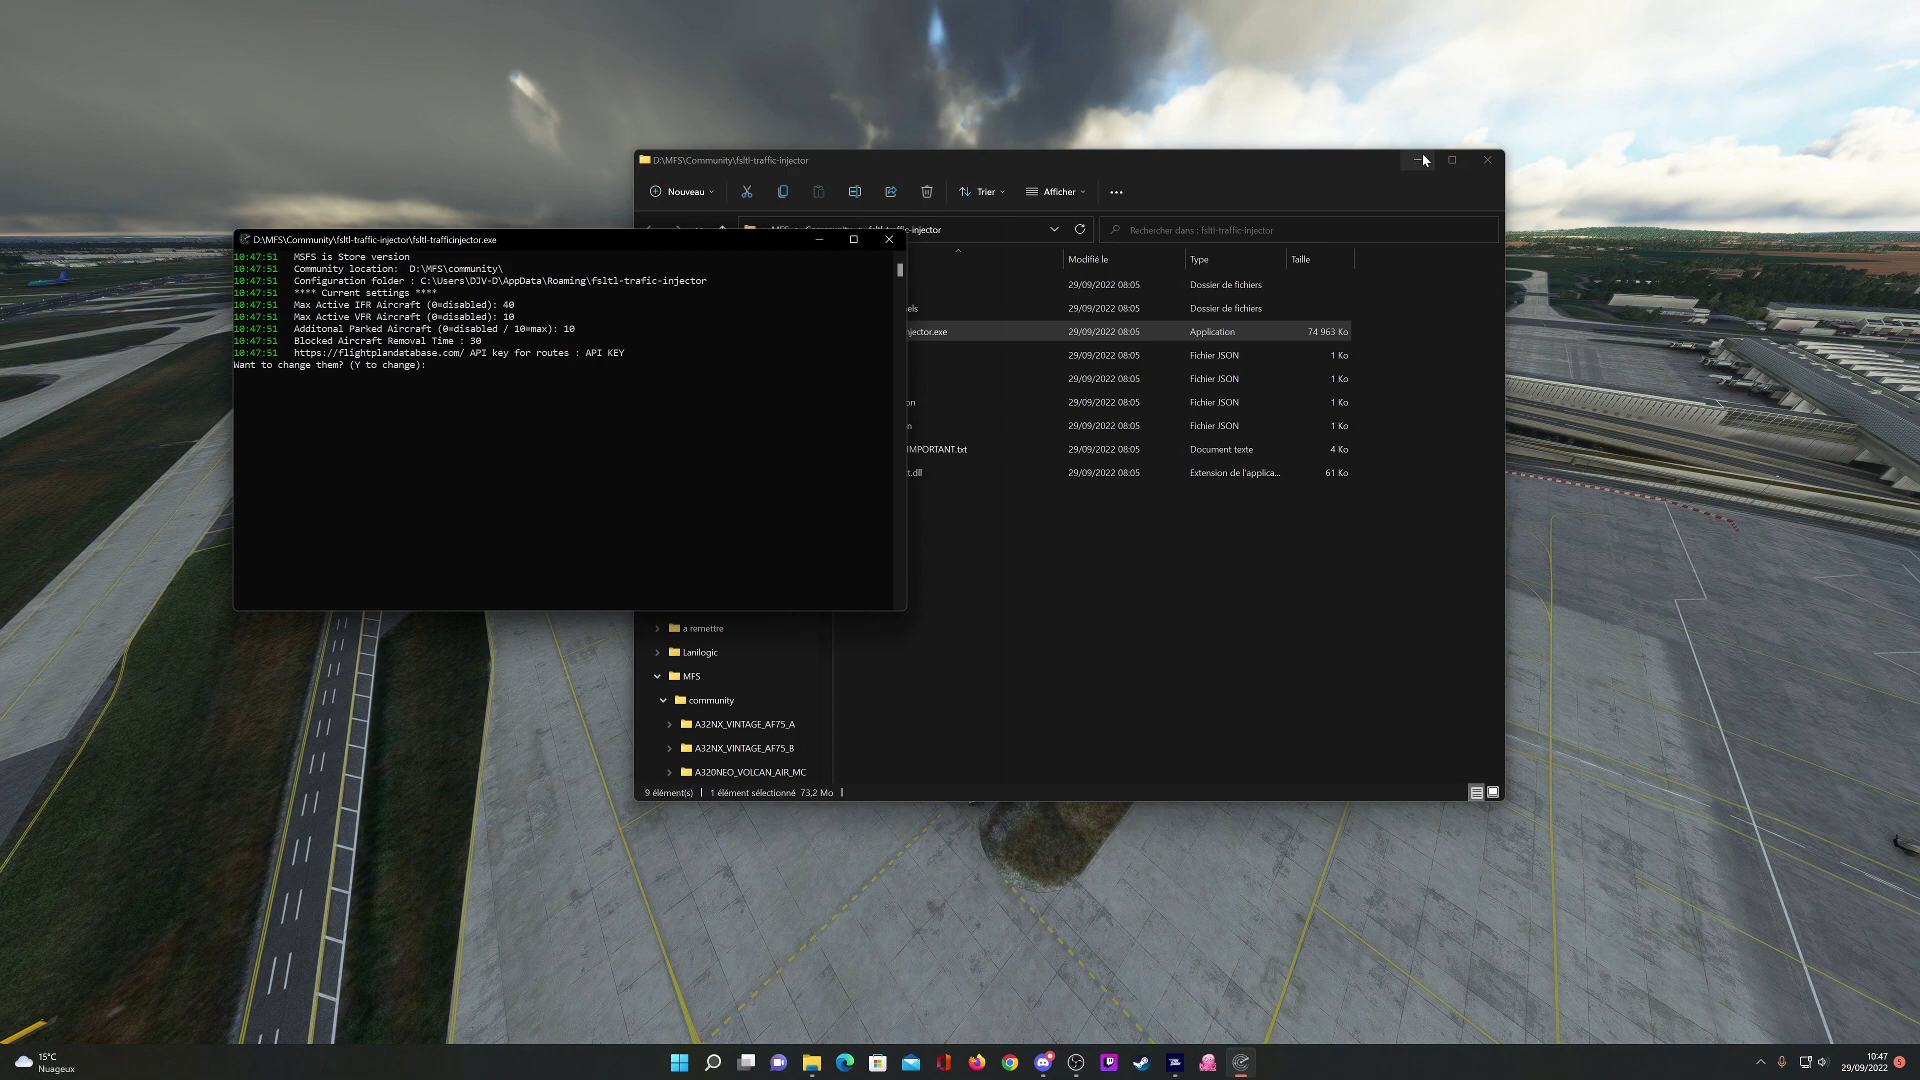 D:\MFS\Community\fsltl-traffic-injector
Nouveau
Trier
Afficher
Rechercher dans : fsltl-traffic-injector
D:\MFS\Community\fsltl-traffic-injector\fsltl-trafficinjector.exe
10:47:51 MSFS is Store version
10:47:51 Community location: D:\MFS\community\
10:47:51 Configuration folder : C:\Users\DJV-D\AppData\Roaming\fsltl-trafic-injector
10:47:51 **** Current settings ****
10:47:51 Max Active IFR Aircraft (0=disabled): 40
10:47:51 Max Active VFR Aircraft (0=disabled): 10
10:47:51 Additonal Parked Aircraft (0=disabled / 10=max): 10
10:47:51 Blocked Aircraft Removal Time : 30
10:47:51 https://flightplandatabase.com/ API key for routes : API KEY
Want to change them? (Y to change):
Modifié le Type Taille
29/09/2022 08:05 Dossier de fichiers
els 29/09/2022 08:05 Dossier de fichiers
njector.exe 29/09/2022 08:05 Application 74 963 Ko
29/09/2022 08:05 Fichier JSON 1 Ko
29/09/2022 08:05 Fichier JSON 1 Ko
on 29/09/2022 08:05 Fichier JSON 1 Ko
n 29/09/2022 08:05 Fichier JSON 1 Ko
IMPORTANT.txt 29/09/2022 08:05 Document texte 4 Ko
t.dll 29/09/2022 08:05 Extension de l'applica... 61 Ko
a remettre
Lanilogic
MFS
community
A32NX_VINTAGE_AF75_A
A32NX_VINTAGE_AF75_B
A320NEO_VOLCAN_AIR_MC
9 élément(s) 1 élément sélectionné 73,2 Mo
15°C
Nuageux
10:47
29/09/2022
5